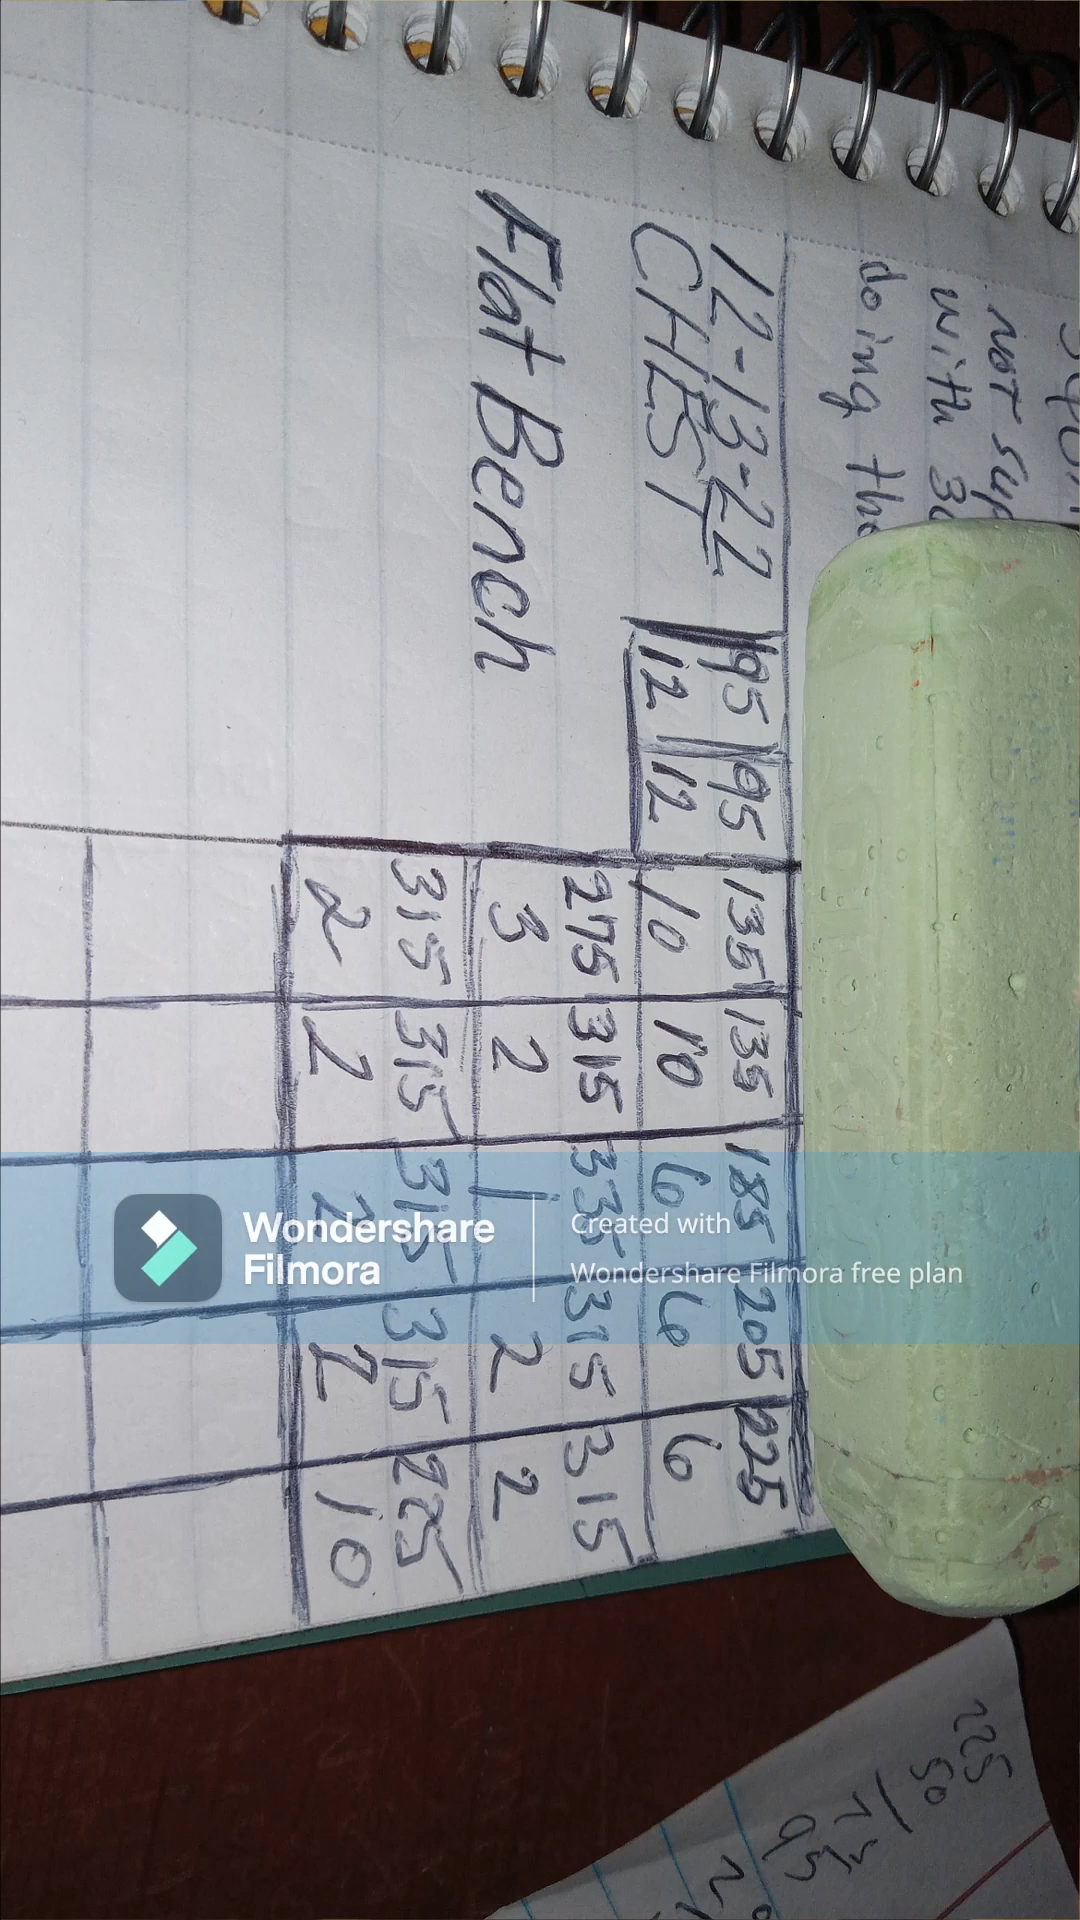 not sup
with
doing the
12-13-22 | 95 | 95 | 135 | 135 | 185 | 205 | 225
CHEST | 12 | 12 | 10 | 10 | 6 | 6 | 6
275 315 335 315 315
Flat Bench 3 2 1 2 2
315 315 315 315 225
2 2 2 2 10
Wondershare
Filmora
Created with
Wondershare Filmora free plan
225
50
95